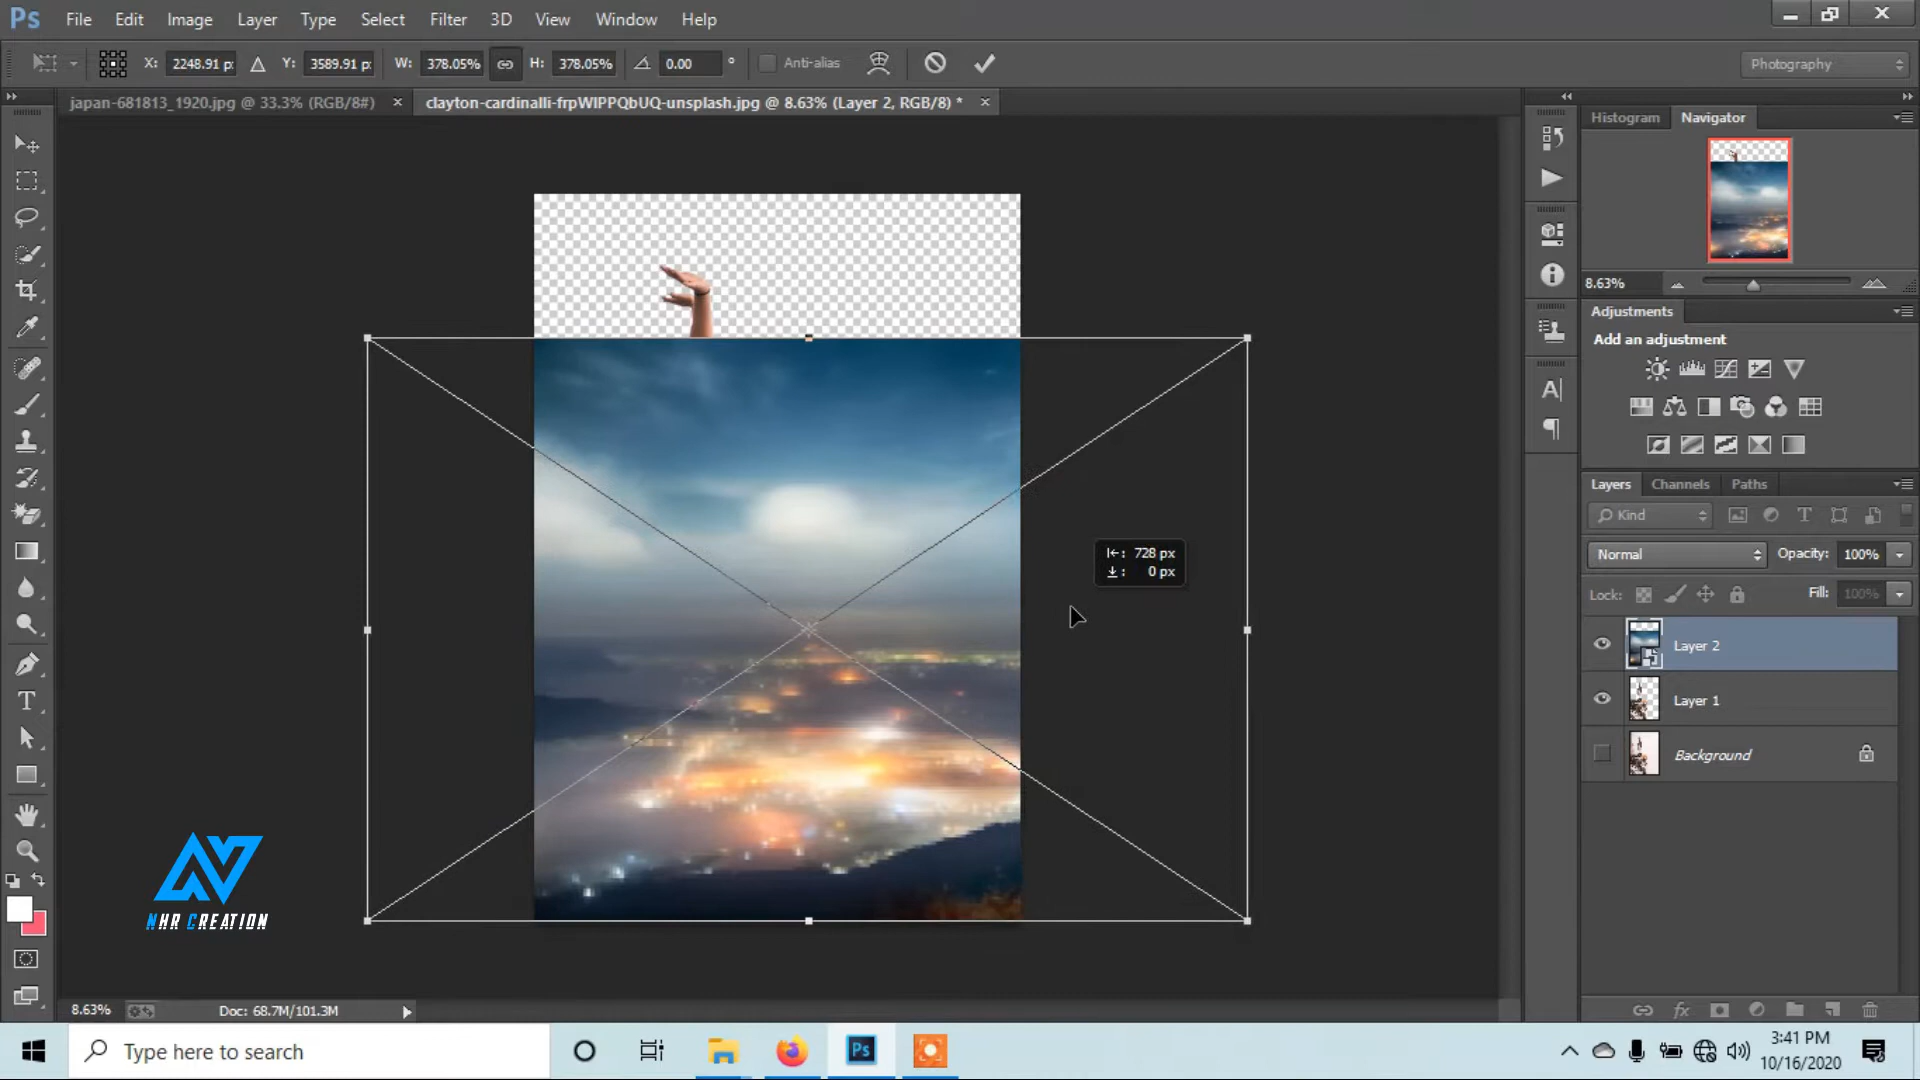 Ps File Edit Image Layer Type Select Filter 3D View Window Help
X: 2248.91 p: Δ Y: 3589.91 p: W: 378.05% H: 378.05% 0.00 ° Anti-alias Photography
japan-681813_1920.jpg @ 33.3% (RGB/8#) × clayton-cardinalli-frpWIPPQbUQ-unsplash.jpg @ 8.63% (Layer 2, RGB/8) * ×
Histogram Navigator
8.63%
Adjustments
Add an adjustment
Layers Channels Paths
Kind
Normal Opacity: 100%
Lock: Fill: 100%
Layer 2
Layer 1
Background
728 px
0 px
NHR CREATION
8.63% Doc: 68.7M/101.3M
Type here to search
Ps
3:41 PM
10/16/2020